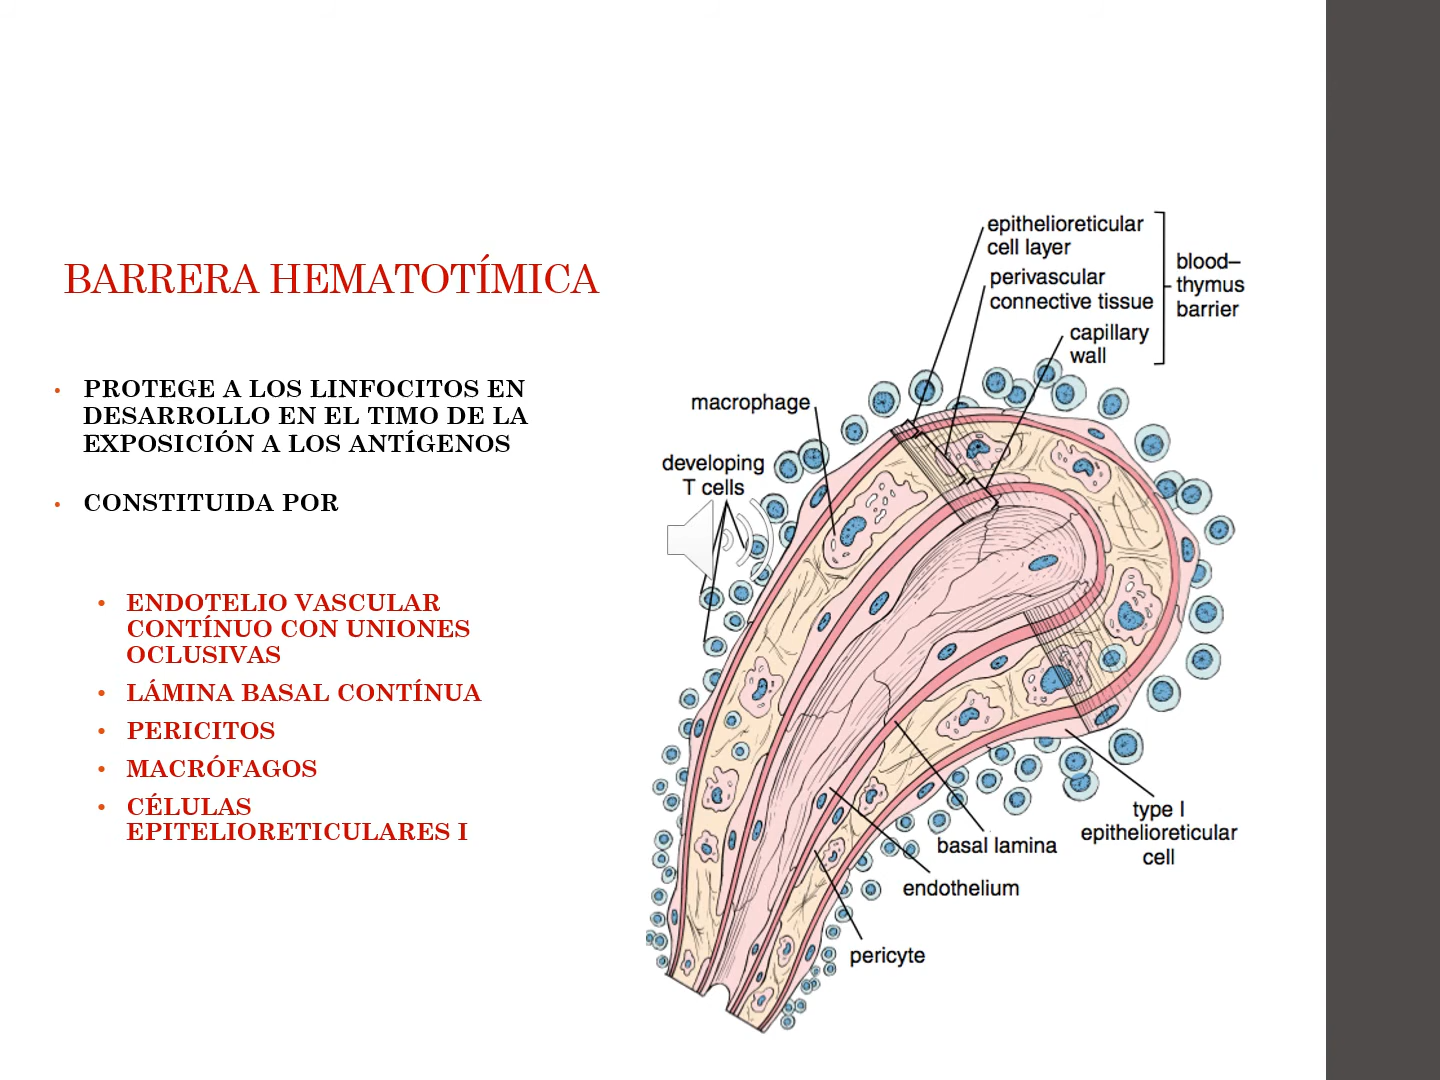 BARRERA HEMATOTÍMICA
• PROTEGE A LOS LINFOCITOS EN
DESARROLLO EN EL TIMO DE LA
EXPOSICIÓN A LOS ANTÍGENOS
• CONSTITUIDA POR
• ENDOTELIO VASCULAR
CONTÍNUO CON UNIONES
OCLUSIVAS
• LÁMINA BASAL CONTÍNUA
• PERICITOS
• MACRÓFAGOS
• CÉLULAS
EPITELIORETICULARES I
epithelioreticular
cell layer
perivascular
connective tissue
capillary
wall
blood–
thymus
barrier
macrophage
developing
T cells
type I
epithelioreticular
cell
basal lamina
endothelium
pericyte